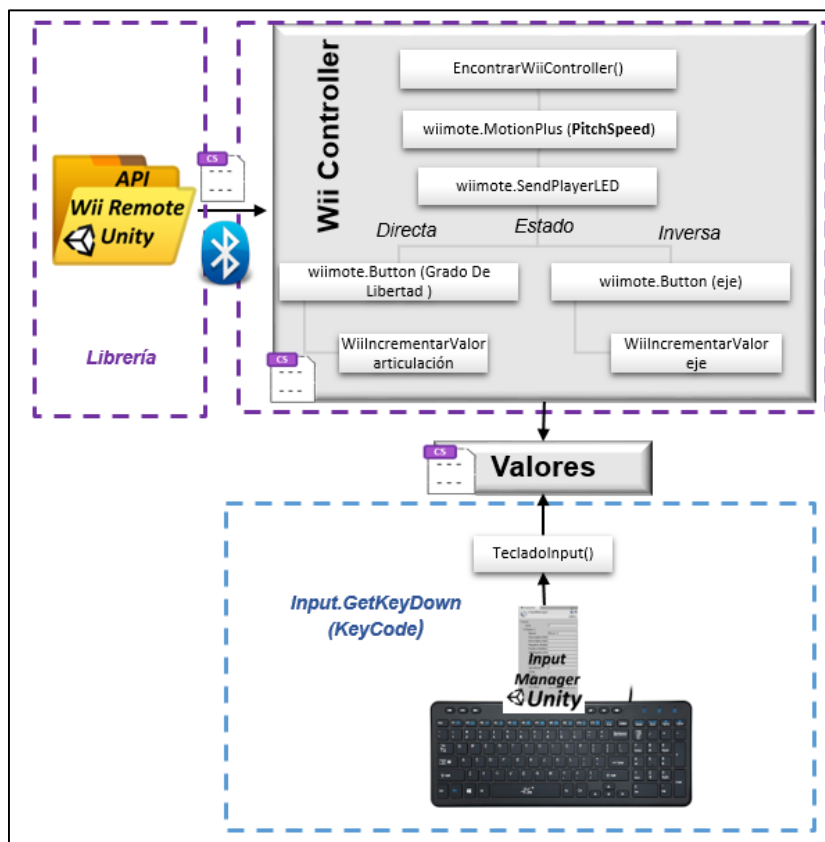 Wii Controller
EncontrarWiiController()
wiimote.MotionPlus (PitchSpeed)
wiimote.SendPlayerLED
Directa
Estado
Inversa
wiimote.Button (Grado De
Libertad )
wiimote.Button (eje)
WiiIncrementarValor
articulación
WiiIncrementarValor
eje
CS
CS
API
Wii Remote
Unity
Librería
CS
Valores
TecladoInput()
Input.GetKeyDown
(KeyCode)
Input
Manager
Unity